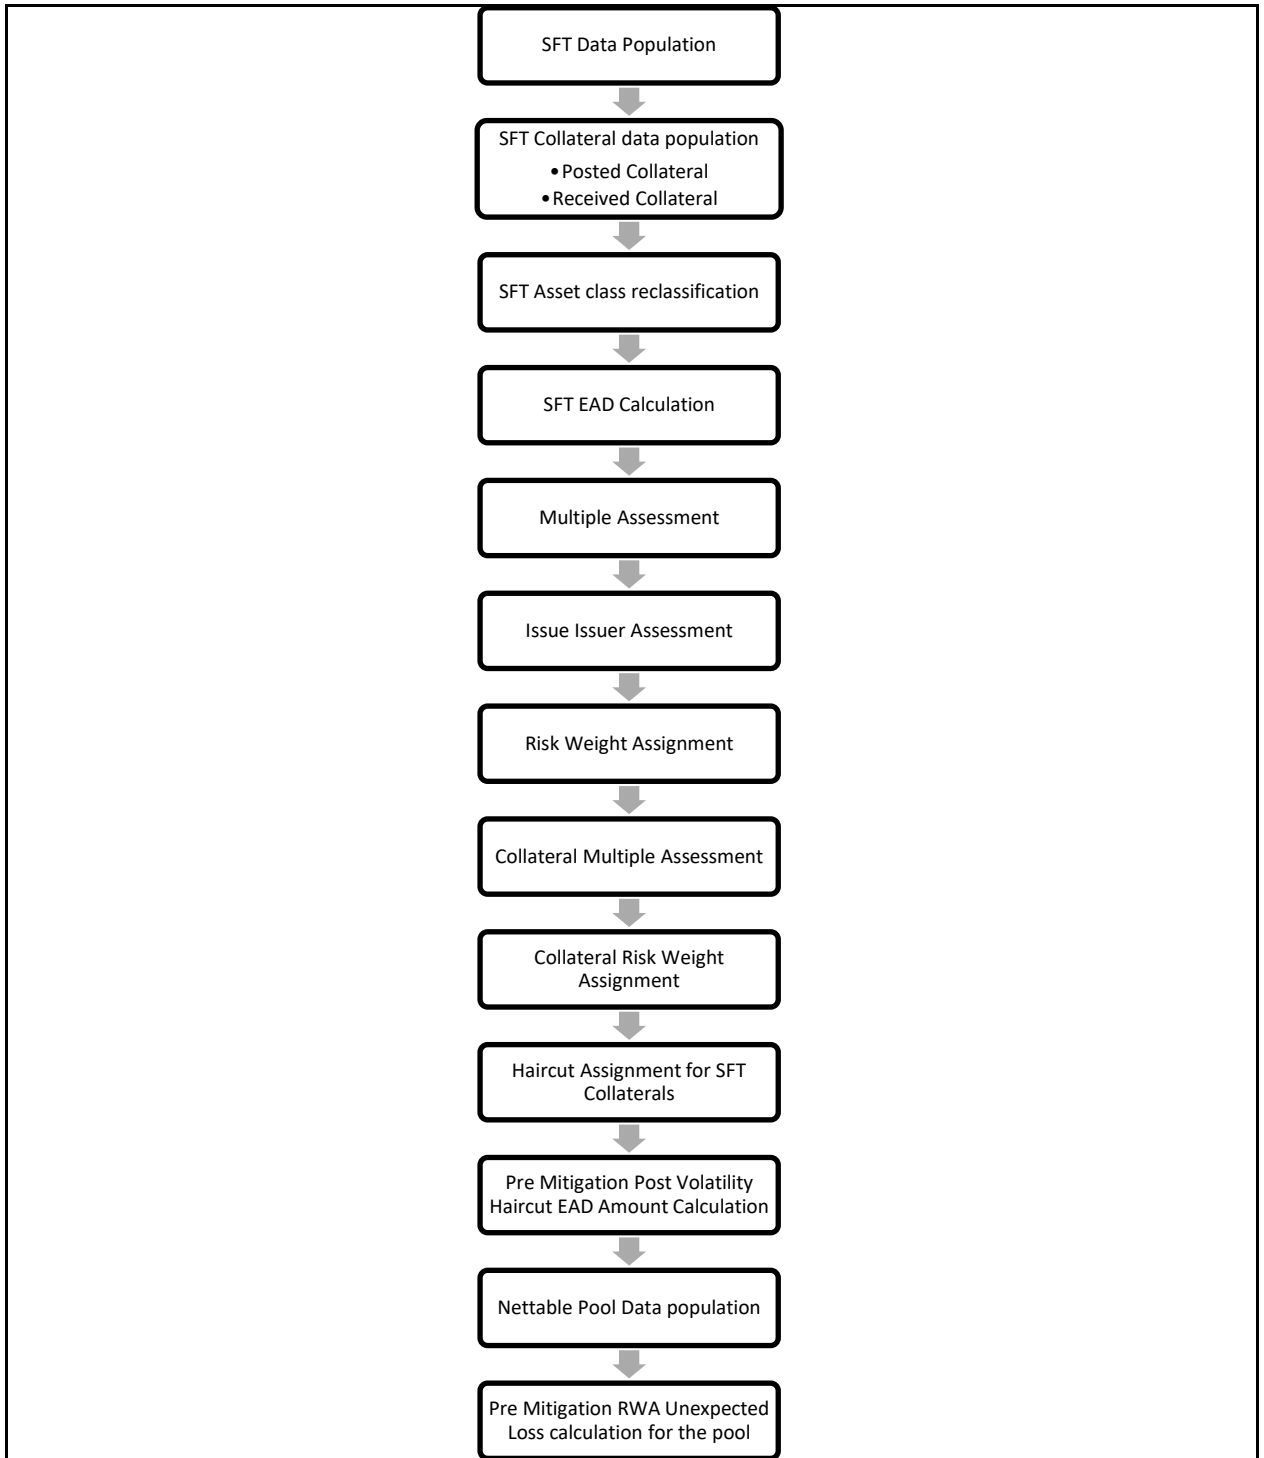 SFT Data Population
SFT Collateral data population
•Posted Collateral
•Received Collateral
SFT Asset class reclassification
SFT EAD Calculation
Multiple Assessment
Issue Issuer Assessment
Risk Weight Assignment
Collateral Multiple Assessment
Collateral Risk Weight
Assignment
Haircut Assignment for SFT
Collaterals
Pre Mitigation Post Volatility
Haircut EAD Amount Calculation
Nettable Pool Data population
Pre Mitigation RWA Unexpected
Loss calculation for the pool